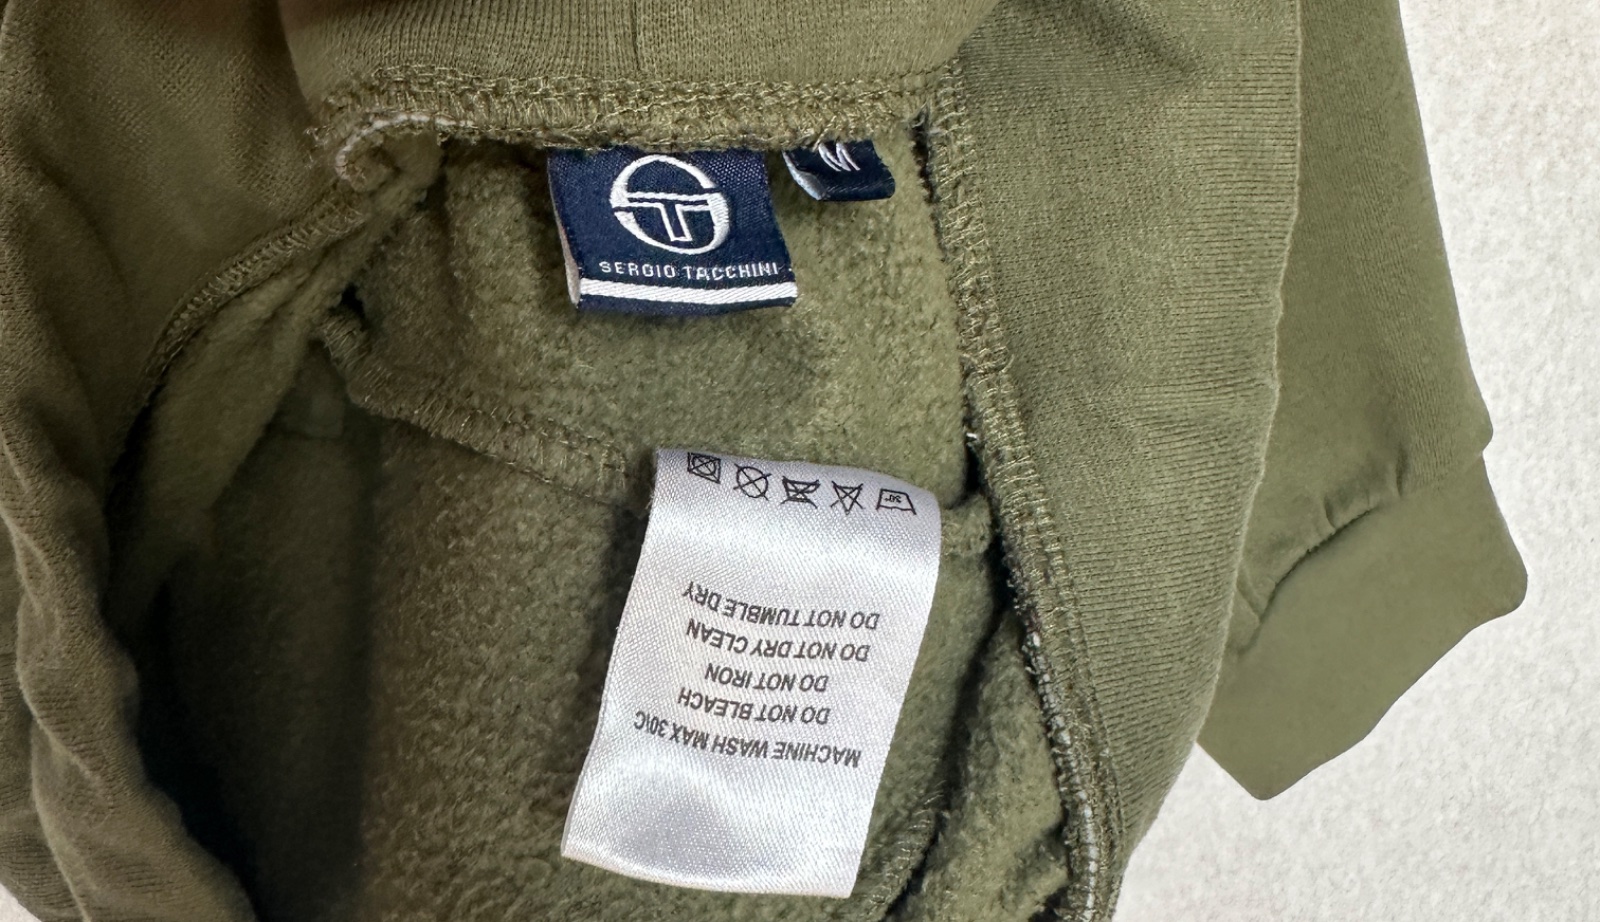 SERGIO TACCHINI
M
30°
MACHINE WASH MAX 30\C
DO NOT BLEACH
DO NOT IRON
DO NOT DRY CLEAN
DO NOT TUMBLE DRY